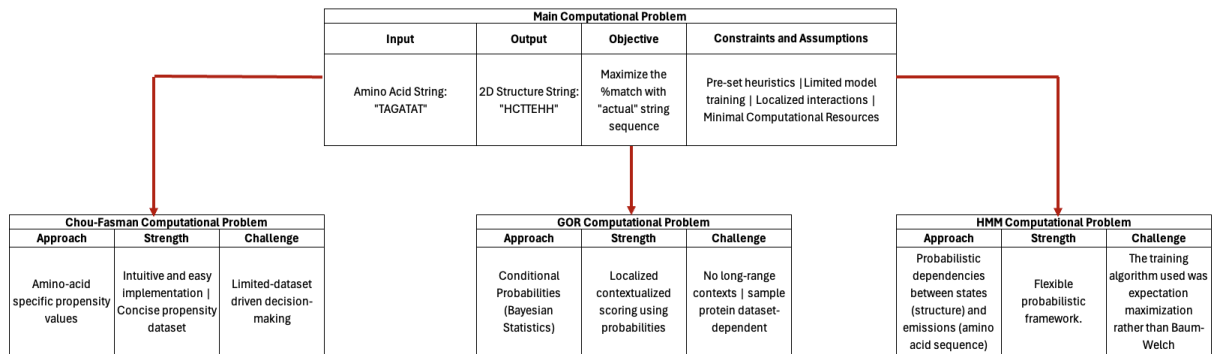 Main Computational Problem
Input Output Objective Constraints and Assumptions
Amino Acid String:
"TAGATAT"
2D Structure String:
"HCTTEHH"
Maximize the
%match with
"actual" string
sequence
Pre-set heuristics |Limited model
training | Localized interactions |
Minimal Computational Resources
Chou-Fasman Computational Problem
Approach Strength Challenge
Amino-acid
specific propensity
values
Intuitive and easy
implementation |
Concise propensity
dataset
Limited-dataset
driven decision-
making
GOR Computational Problem
Approach Strength Challenge
Conditional
Probabilities
(Bayesian
Statistics)
Localized
contextualized
scoring using
probabilities
No long-range
contexts | sample
protein dataset-
dependent
HMM Computational Problem
Approach Strength Challenge
Probabilistic
dependencies
between states
(structure) and
emissions (amino
acid sequence)
Flexible
probabilistic
framework.
The training
algorithm used was
expectation
maximization
rather than Baum-
Welch